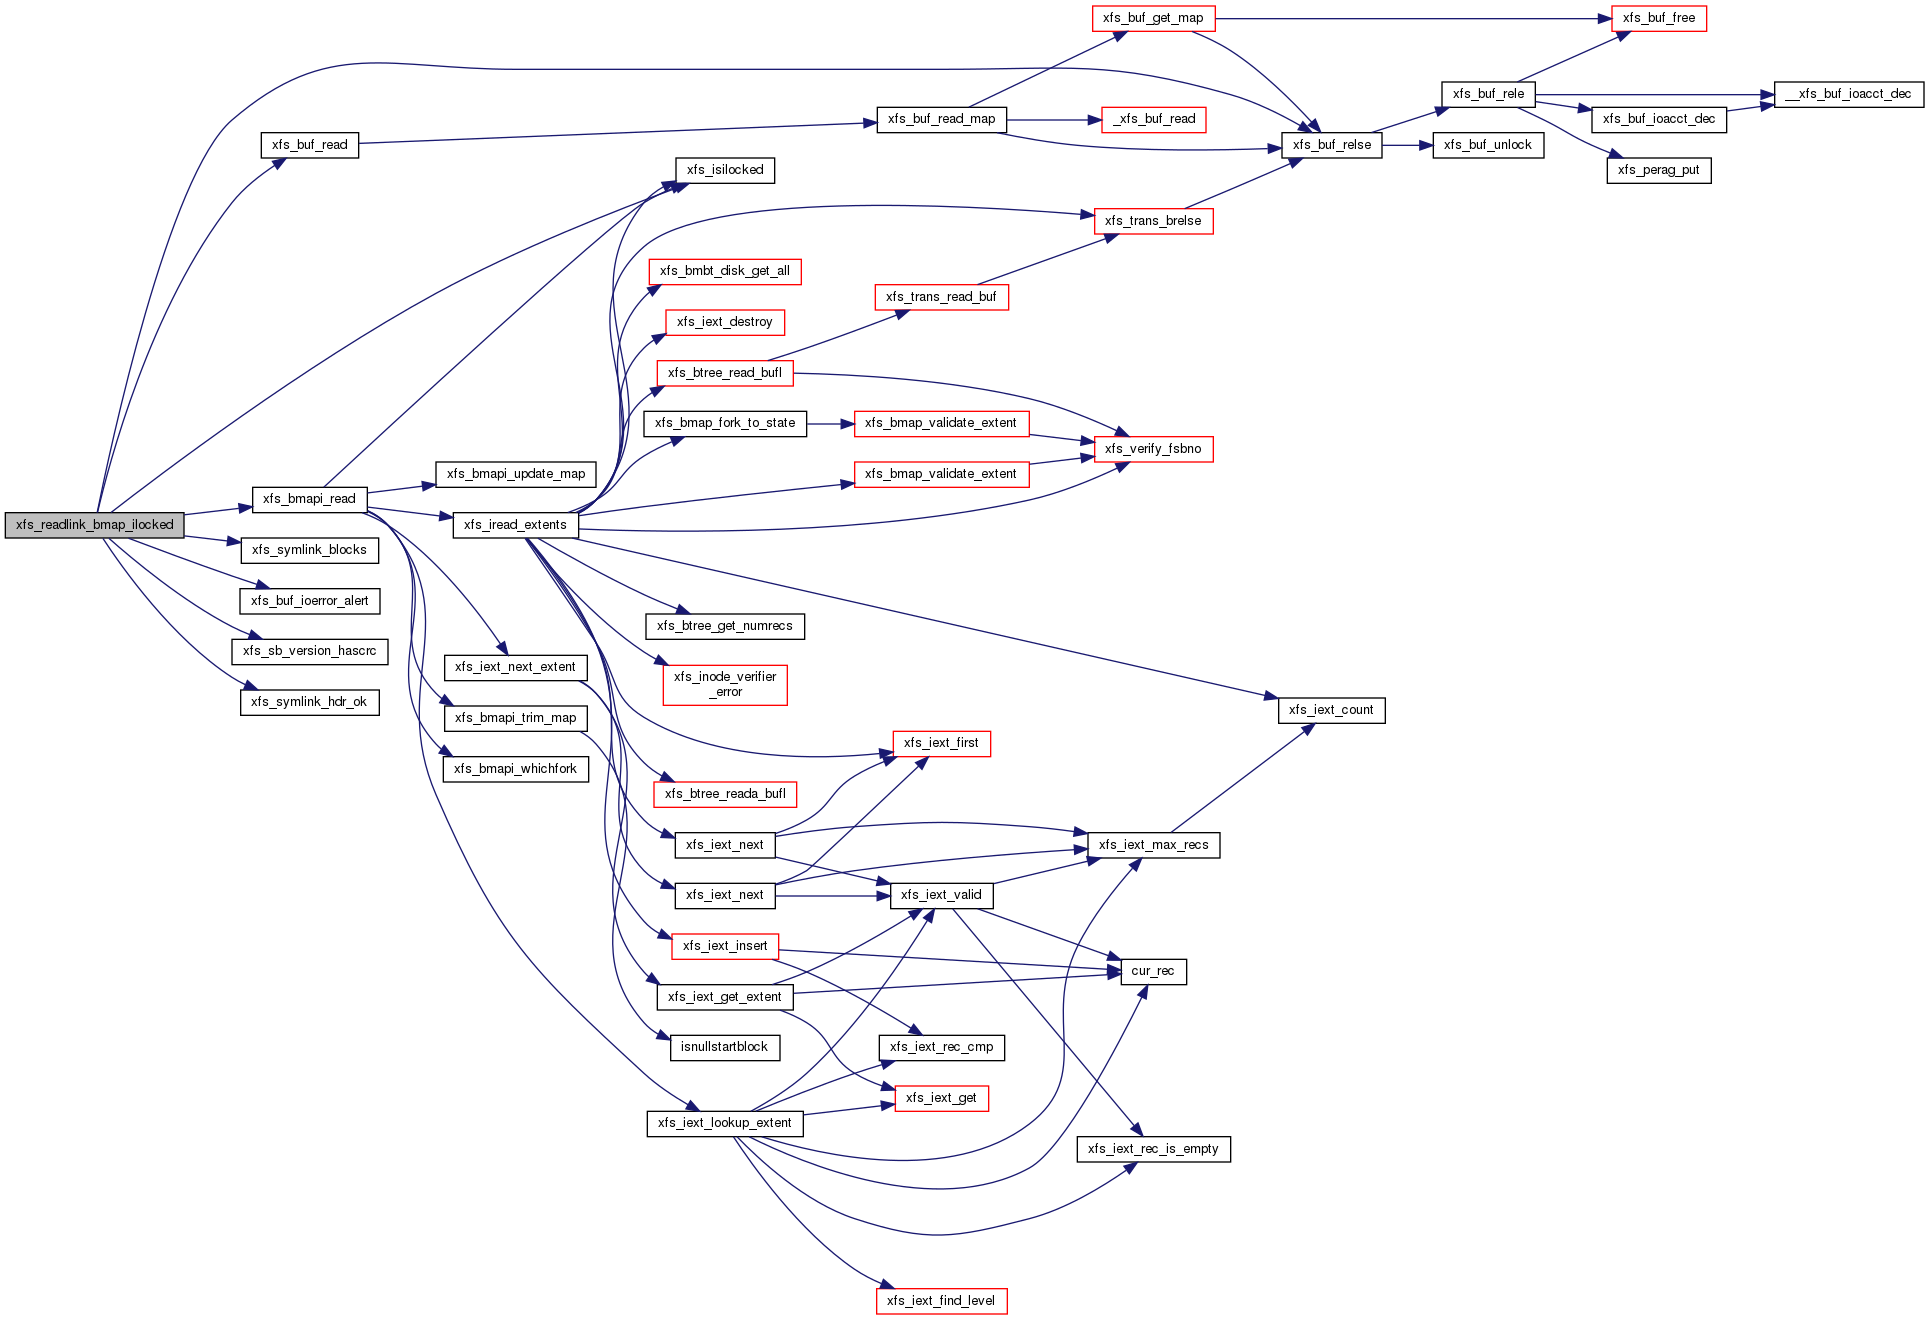 xfs_buf_get_map
xfs_buf_free
xfs_buf_rele
__xfs_buf_ioacct_dec
xfs_buf_read_map
_xfs_buf_read
xfs_buf_ioacct_dec
xfs_buf_read
xfs_buf_relse
xfs_buf_unlock
xfs_isilocked
xfs_perag_put
xfs_trans_brelse
xfs_bmbt_disk_get_all
xfs_trans_read_buf
xfs_iext_destroy
xfs_btree_read_bufl
xfs_bmap_fork_to_state
xfs_bmap_validate_extent
xfs_verify_fsbno
xfs_bmapi_update_map
xfs_bmap_validate_extent
xfs_bmapi_read
xfs_readlink_bmap_ilocked
xfs_iread_extents
xfs_symlink_blocks
xfs_buf_ioerror_alert
xfs_btree_get_numrecs
xfs_sb_version_hascrc
xfs_iext_next_extent
xfs_inode_verifier
_error
xfs_symlink_hdr_ok
xfs_bmapi_trim_map
xfs_iext_count
xfs_iext_first
xfs_bmapi_whichfork
xfs_btree_reada_bufl
xfs_iext_next
xfs_iext_max_recs
xfs_iext_next
xfs_iext_valid
xfs_iext_insert
cur_rec
xfs_iext_get_extent
isnullstartblock
xfs_iext_rec_cmp
xfs_iext_get
xfs_iext_lookup_extent
xfs_iext_rec_is_empty
xfs_iext_find_level